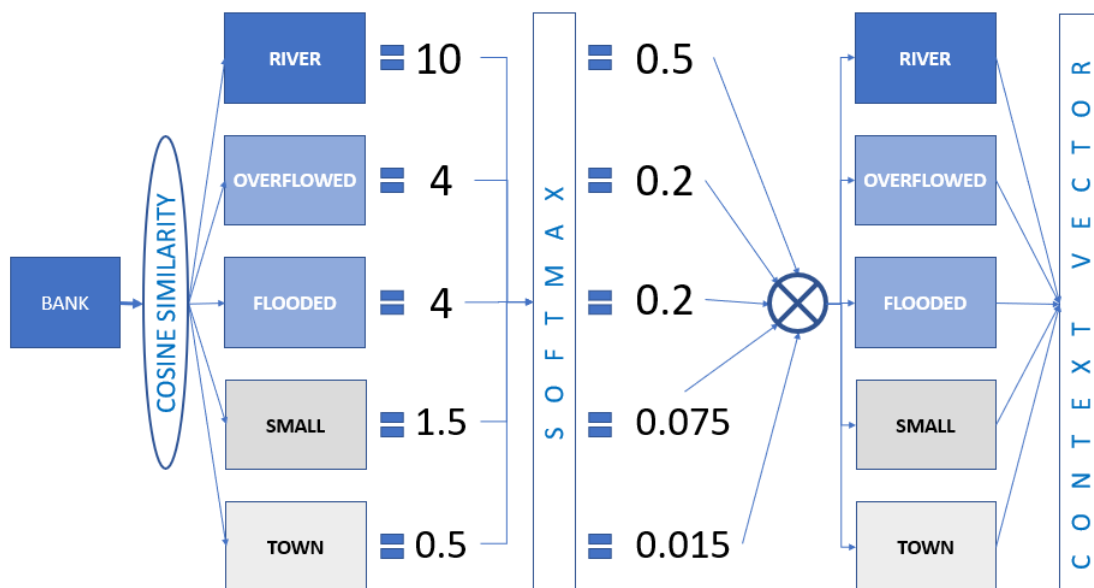 RIVER = 10 = 0.5 RIVER
OVERFLOWED = 4 = 0.2 OVERFLOWED
BANK
COSINE SIMILARITY
FLOODED = 4 = 0.2 FLOODED
SMALL = 1.5 = 0.075 SMALL
TOWN = 0.5 = 0.015 TOWN
SOFTMAX
CONTEXT VECTOR